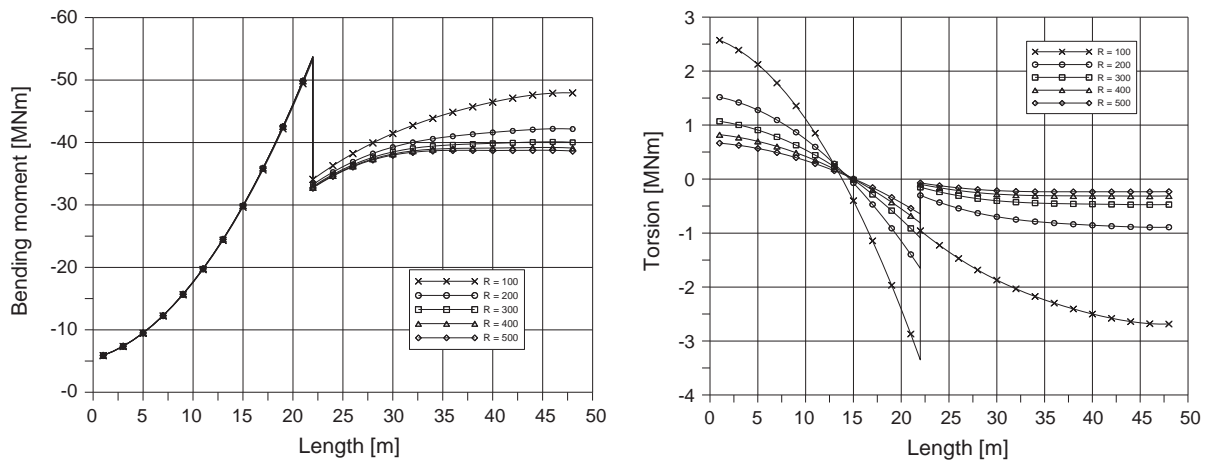 Bending moment [MNm]
-60
-50
-40
-30
-20
-10
-0
0 5 10 15 20 25 30 35 40 45 50
Length [m]
R = 100
R = 200
R = 300
R = 400
R = 500
Torsion [MNm]
3
2
1
0
-1
-2
-3
-4
0 5 10 15 20 25 30 35 40 45 50
Length [m]
R = 100
R = 200
R = 300
R = 400
R = 500